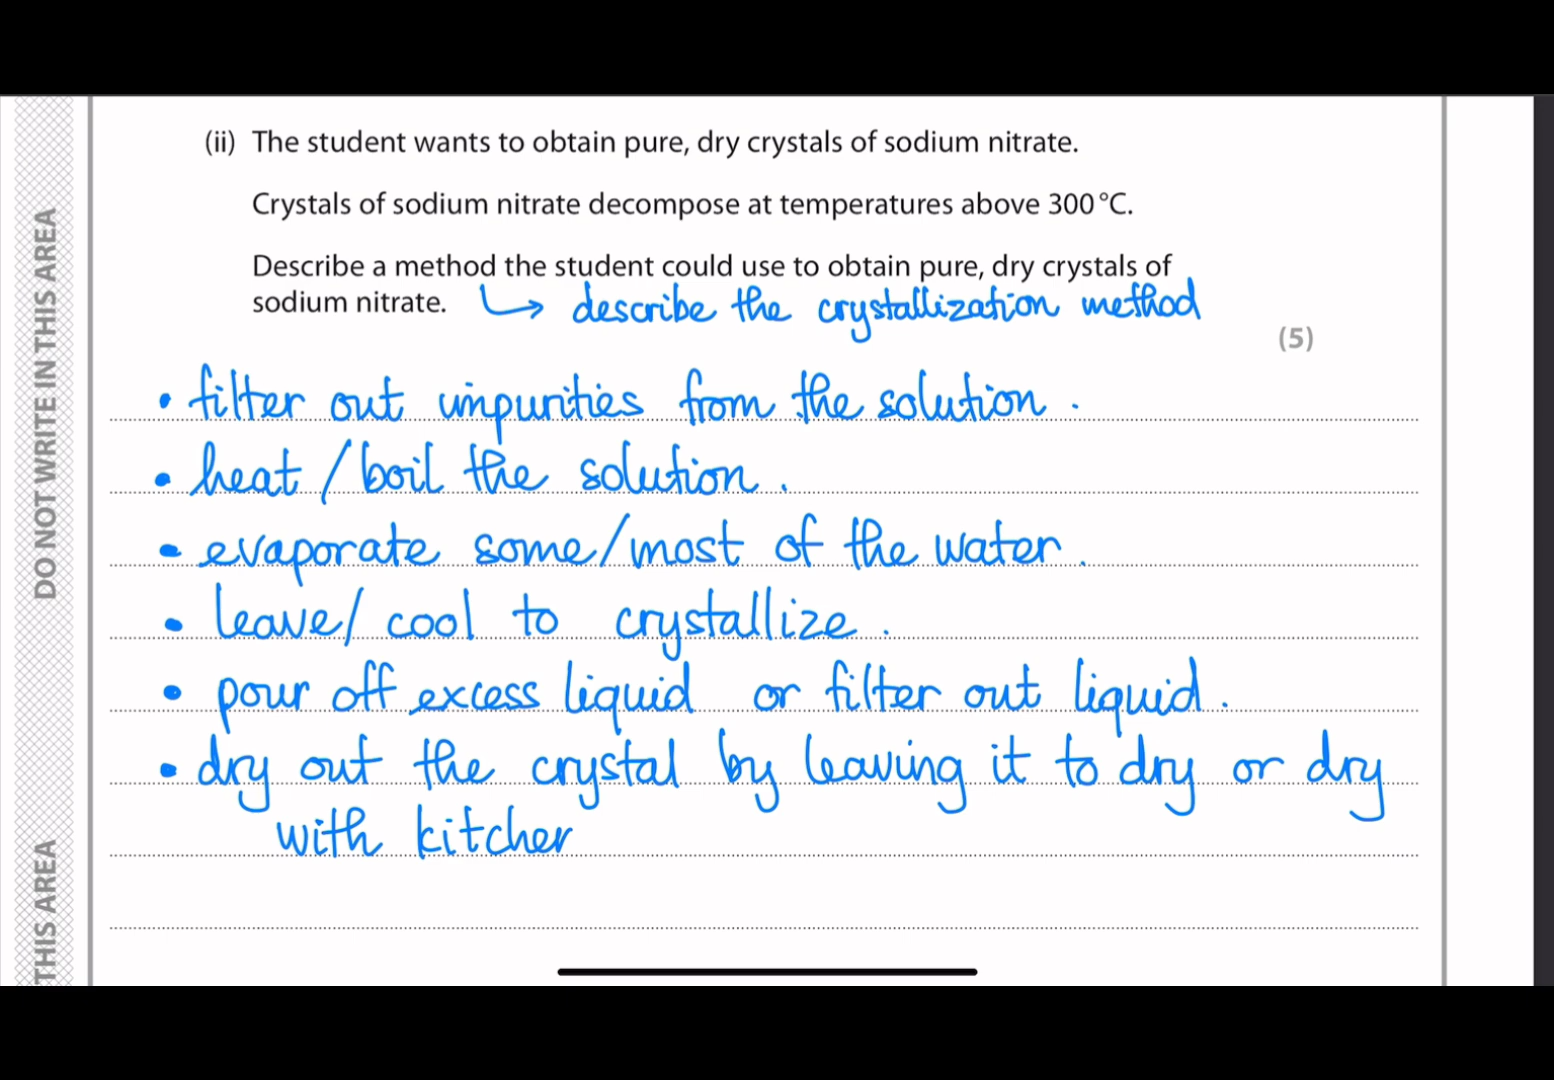 (ii) The student wants to obtain pure, dry crystals of sodium nitrate.
Crystals of sodium nitrate decompose at temperatures above 300 °C.
Describe a method the student could use to obtain pure, dry crystals of
sodium nitrate. ↳ describe the crystallization method
(5)
• filter out impurities from the solution.
• heat / boil the solution.
• evaporate some/most of the water.
• leave/ cool to crystallize.
• pour off excess liquid or filter out liquid.
• dry out the crystal by leaving it to dry or dry
with kitcher
DO NOT WRITE IN THIS AREA
THIS AREA